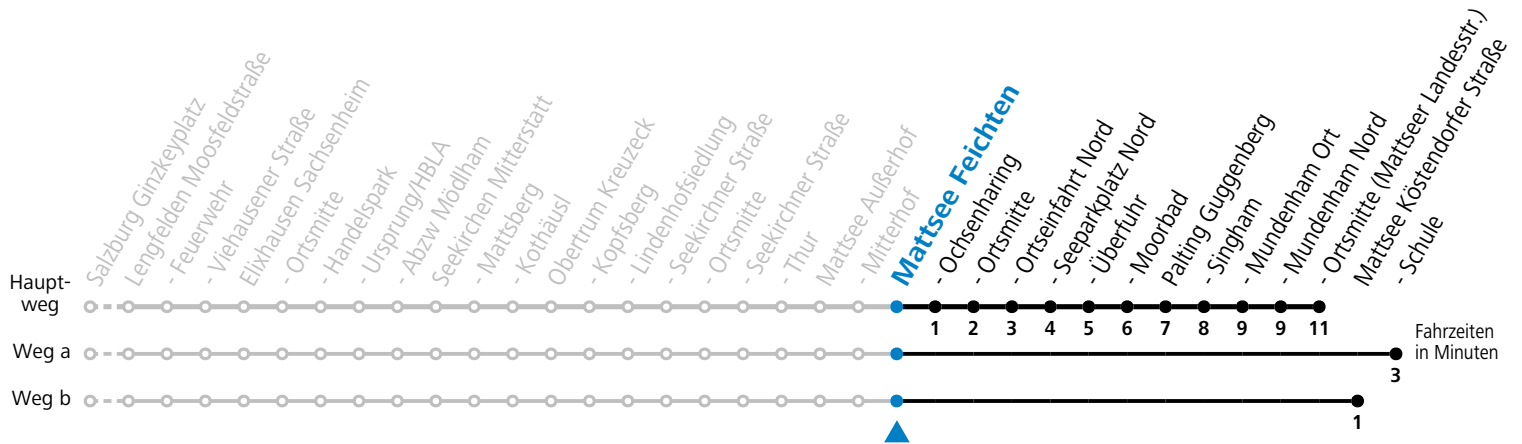 Salzburg Ginzkeyplatz
Lengfelden Moosfeldstraße
- Feuerwehr
Viehausener Straße
Elixhausen Sachsenheim
- Ortsmitte
- Handelspark
- Ursprung/HBLA
- Abzw Mödlham
Seekirchen Mitterstatt
- Mattsberg
- Kothäusl
Obertrum Kreuzeck
- Kopfsberg
- Lindenhofsiedlung
- Seekirchner Straße
- Ortsmitte
- Seekirchner Straße
- Thur
Mattsee Außerhof
- Mitterhof
Mattsee Feichten
- Ochsenharing
- Ortsmitte
- Ortseinfahrt Nord
- Seeparkplatz Nord
- Überfuhr
- Moorbad
Palting Guggenberg
- Singham
- Mundenham Ort
- Mundenham Nord
- Ortsmitte (Mattseer Landesstr.)
Mattsee Köstendorfer Straße
- Schule
Haupt-
weg
1 2 3 4 5 6 7 8 9 9 11
Weg a
3
Fahrzeiten
in Minuten
Weg b
1